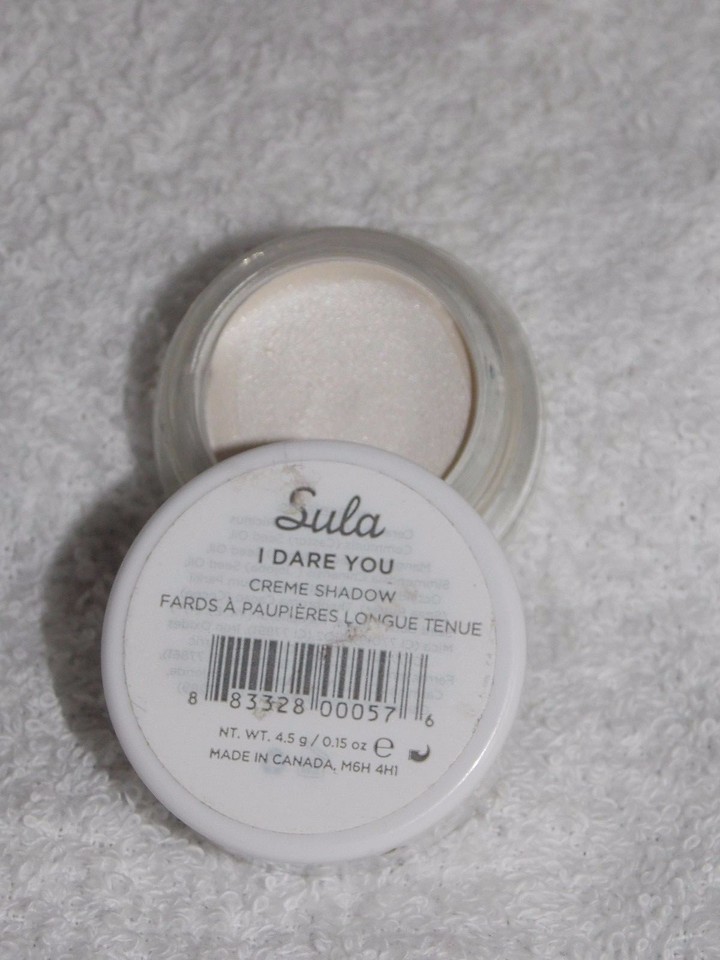 Sula
I DARE YOU
CREME SHADOW
FARDS À PAUPIÈRES LONGUE TENUE
8 83328 00057 6
NT. WT. 4.5 g / 0.15 oz e
MADE IN CANADA, M6H 4H1